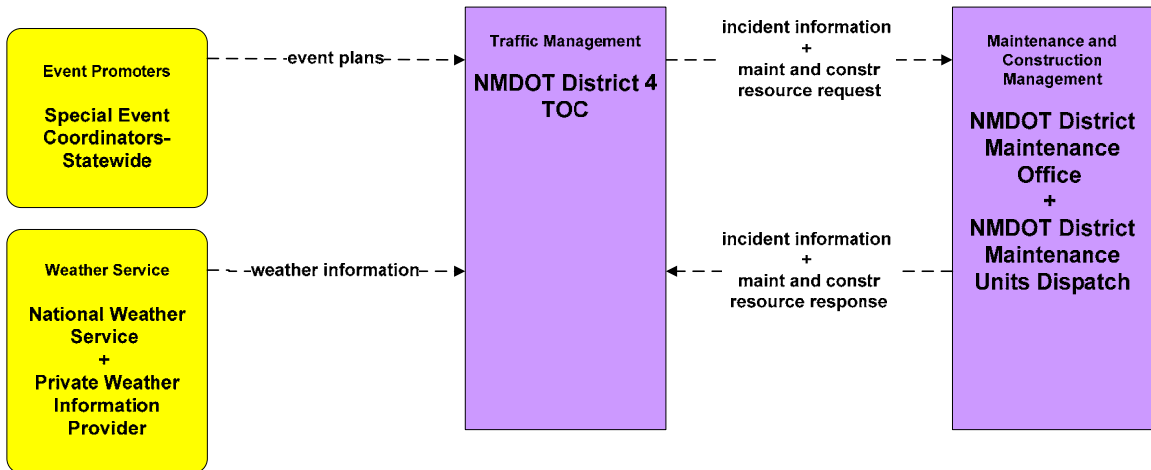 Event Promoters
Special Event
Coordinators-
Statewide
event plans
Traffic Management
NMDOT District 4
TOC
incident information
+
maint and constr
resource request
Maintenance and
Construction
Management
NMDOT District
Maintenance
Office
+
NMDOT District
Maintenance
Units Dispatch
Weather Service
National Weather
Service
+
Private Weather
Information
Provider
weather information
incident information
+
maint and constr
resource response